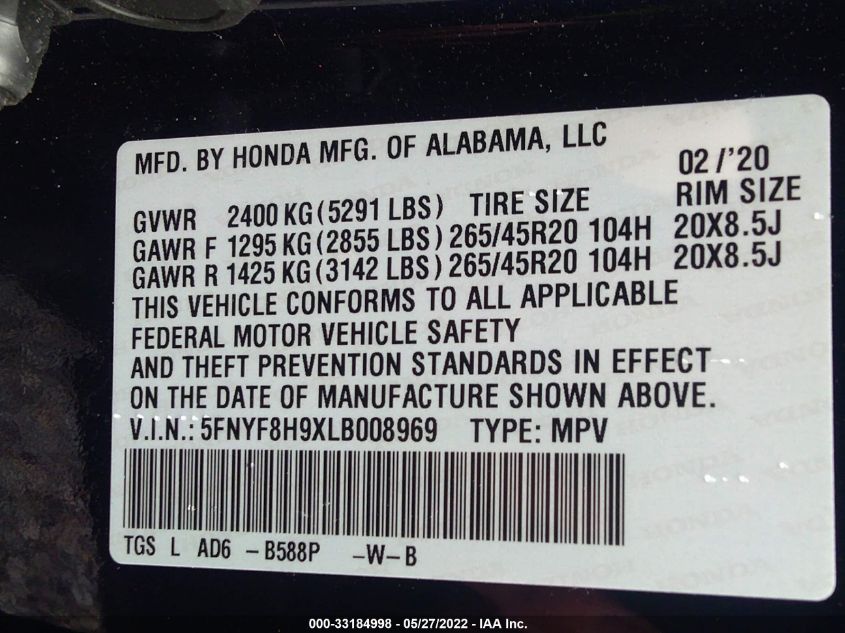 MFD. BY HONDA MFG. OF ALABAMA, LLC 02/'20
GVWR 2400 KG (5291 LBS) TIRE SIZE RIM SIZE
GAWR F 1295 KG (2855 LBS) 265/45R20 104H 20X8.5J
GAWR R 1425 KG (3142 LBS) 265/45R20 104H 20X8.5J
THIS VEHICLE CONFORMS TO ALL APPLICABLE
FEDERAL MOTOR VEHICLE SAFETY
AND THEFT PREVENTION STANDARDS IN EFFECT
ON THE DATE OF MANUFACTURE SHOWN ABOVE.
V.I.N.: 5FNYF8H9XLB008969 TYPE: MPV
TGS L AD6 -B588P -W-B
000-33184998 - 05/27/2022 - IAA Inc.